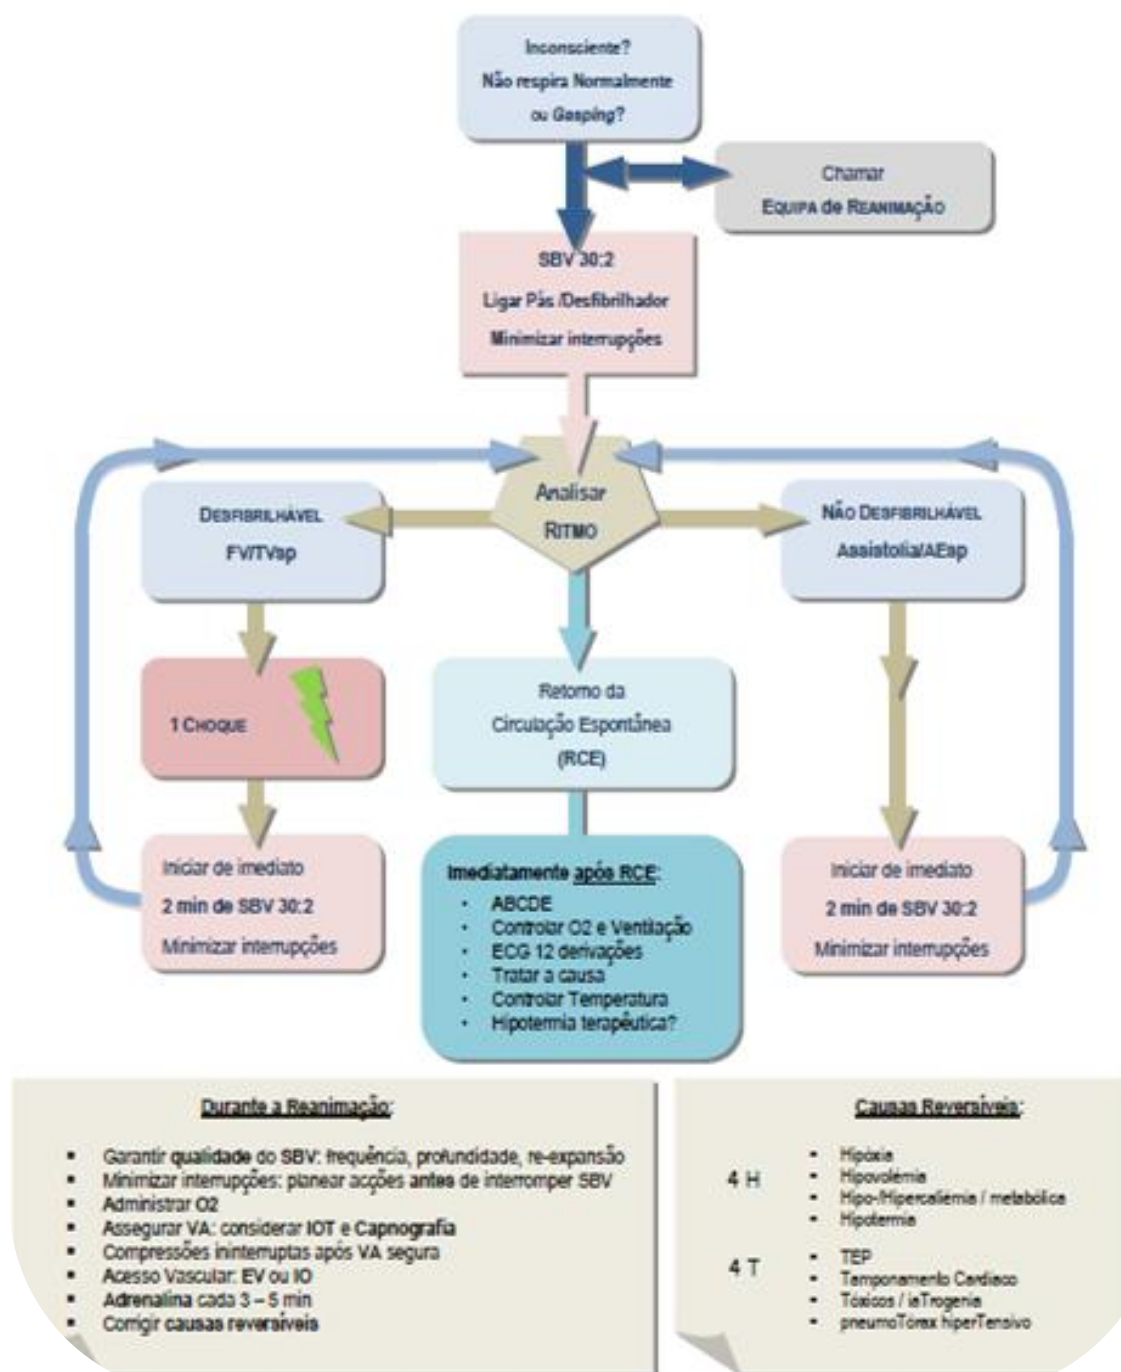 Inconsciente?
Não respira Normalmente
ou Gasping?
Chamar
EQUIPA de REANIMAÇÃO
SBV 30:2
Ligar Pás /Desfibrilhador
Minimizar interrupções
Analisar
RITMO
DESFIBRILHÁVEL
FV/TVsp
NÃO DESFIBRILHÁVEL
Assistolia/AEsp
1 CHOQUE
Retorno da
Circulação Espontânea
(RCE)
Iniciar de imediato
2 min de SBV 30:2
Minimizar interrupções
Imediatamente após RCE:
• ABCDE
• Controlar O2 e Ventilação
• ECG 12 derivações
• Tratar a causa
• Controlar Temperatura
• Hipotermia terapêutica?
Iniciar de imediato
2 min de SBV 30:2
Minimizar interrupções
Durante a Reanimação:
▪ Garantir qualidade do SBV: frequência, profundidade, re-expansão
▪ Minimizar interrupções: planear acções antes de interromper SBV
▪ Administrar O2
▪ Assegurar VA: considerar IOT e Capnografia
▪ Compressões ininterruptas após VA segura
▪ Acesso Vascular: EV ou IO
▪ Adrenalina cada 3 – 5 min
▪ Corrigir causas reversíveis
Causas Reversíveis:
4 H
• Hipóxia
• Hipovolémia
• Hipo-/Hipercaliémia / metabólica
• Hipotermia
4 T
• TEP
• Tamponamento Cardíaco
• Tóxicos / iaTrogenia
• pneumoTórax hiperTensivo